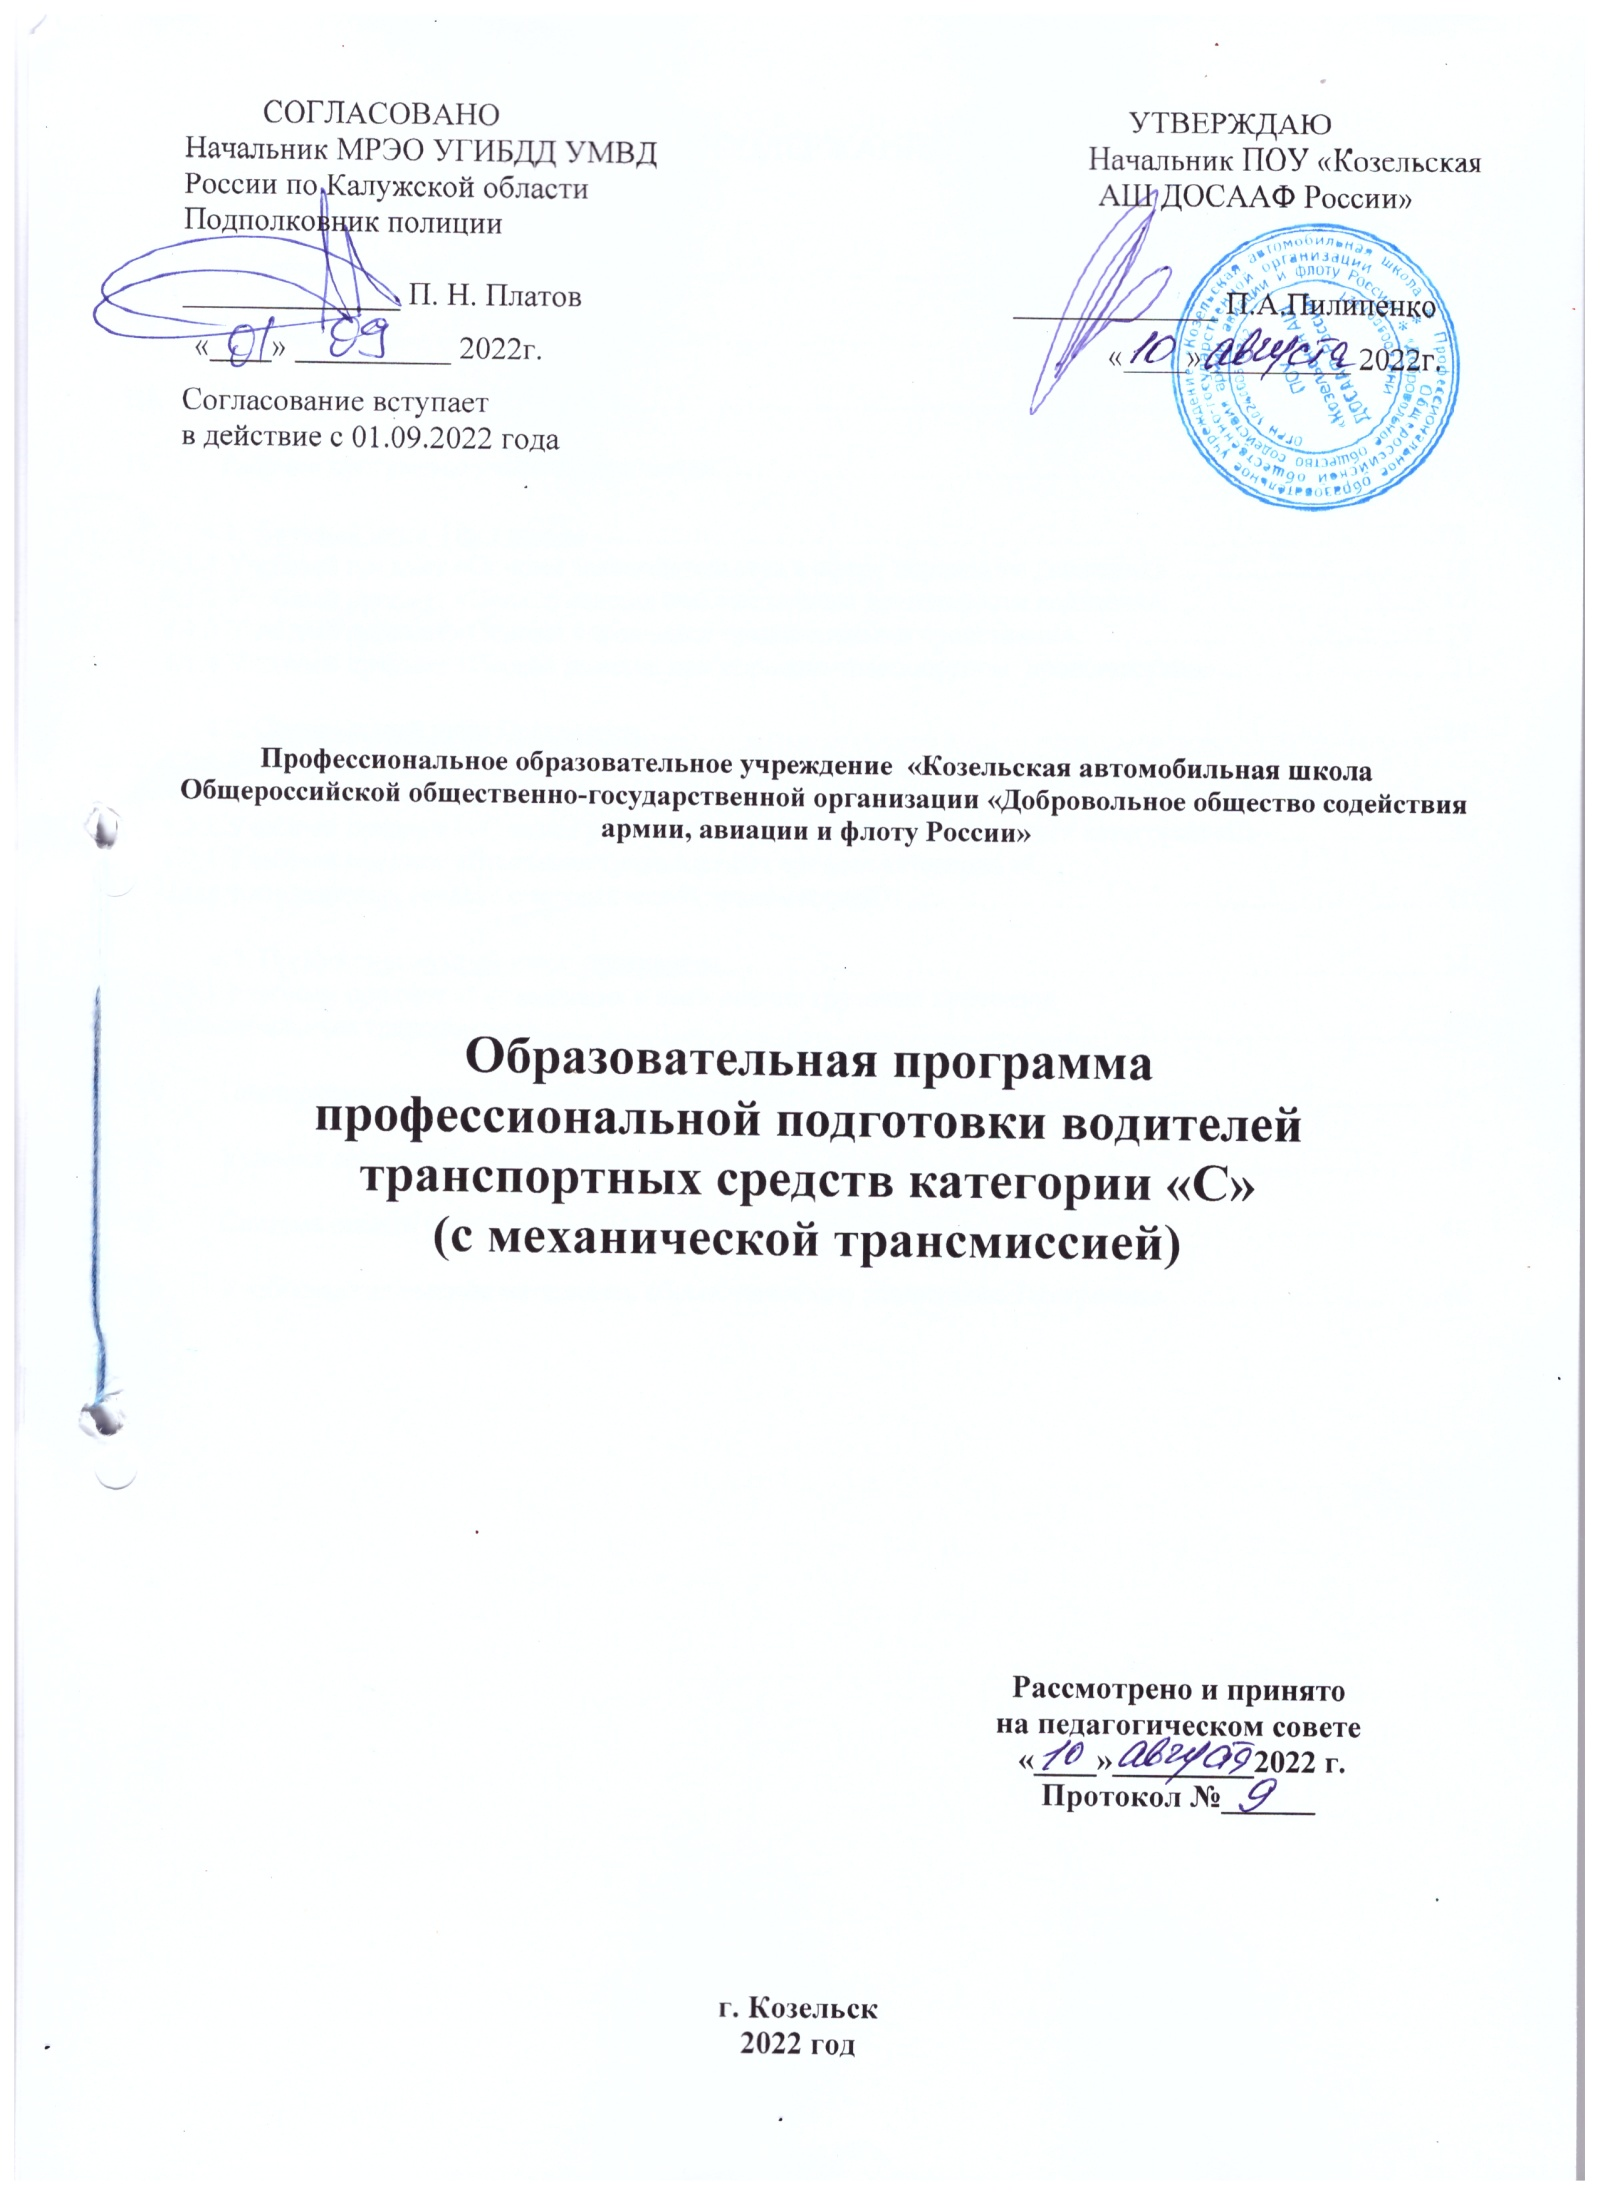 СОГЛАСОВАНО
Начальник МРЭО УГИБДД УМВД
России по Калужской области
Подполковник полиции
П. Н. Платов
«01» 09 2022г.
Согласование вступает
в действие с 01.09.2022 года
УТВЕРЖДАЮ
Начальник ПОУ «Козельская
АШ ДОСААФ России»
П.А.Пилипенко
«10» августа 2022г.
Профессиональное образовательное учреждение «Козельская автомобильная школа
Общероссийской общественно-государственной организации «Добровольное общество содействия
армии, авиации и флоту России»
Образовательная программа
профессиональной подготовки водителей
транспортных средств категории «С»
(с механической трансмиссией)
Рассмотрено и принято
на педагогическом совете
«10» августа 2022 г.
Протокол № 9
г. Козельск
2022 год